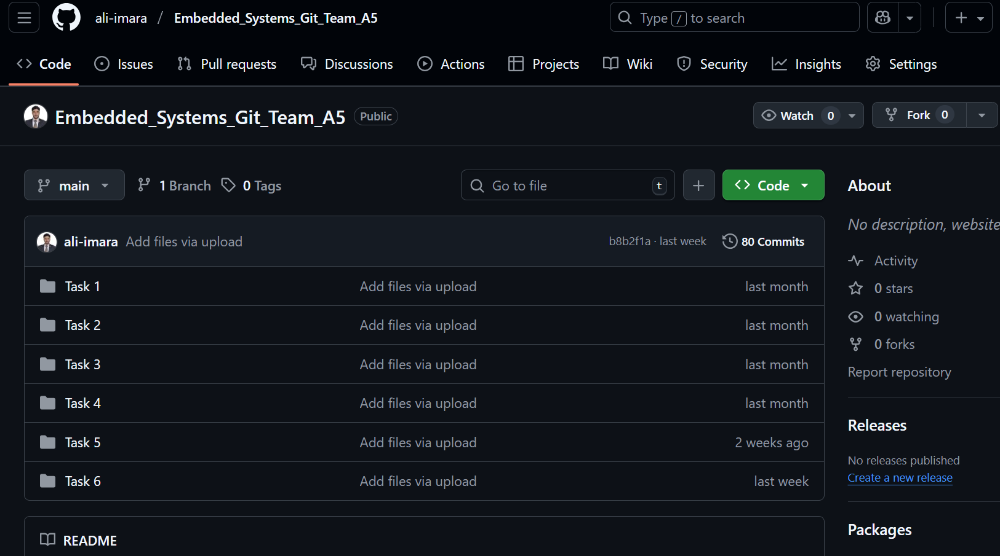 ali-imara / Embedded_Systems_Git_Team_A5
Type / to search
Code Issues Pull requests Discussions Actions Projects Wiki Security Insights Settings
Embedded_Systems_Git_Team_A5 Public
Watch 0 Fork 0
main 1 Branch 0 Tags
Go to file t + Code
ali-imara Add files via upload b8b2f1a · last week 80 Commits
Task 1 Add files via upload last month
Task 2 Add files via upload last month
Task 3 Add files via upload last month
Task 4 Add files via upload last month
Task 5 Add files via upload 2 weeks ago
Task 6 Add files via upload last week
README
About
No description, website
Activity
0 stars
0 watching
0 forks
Report repository
Releases
No releases published
Create a new release
Packages